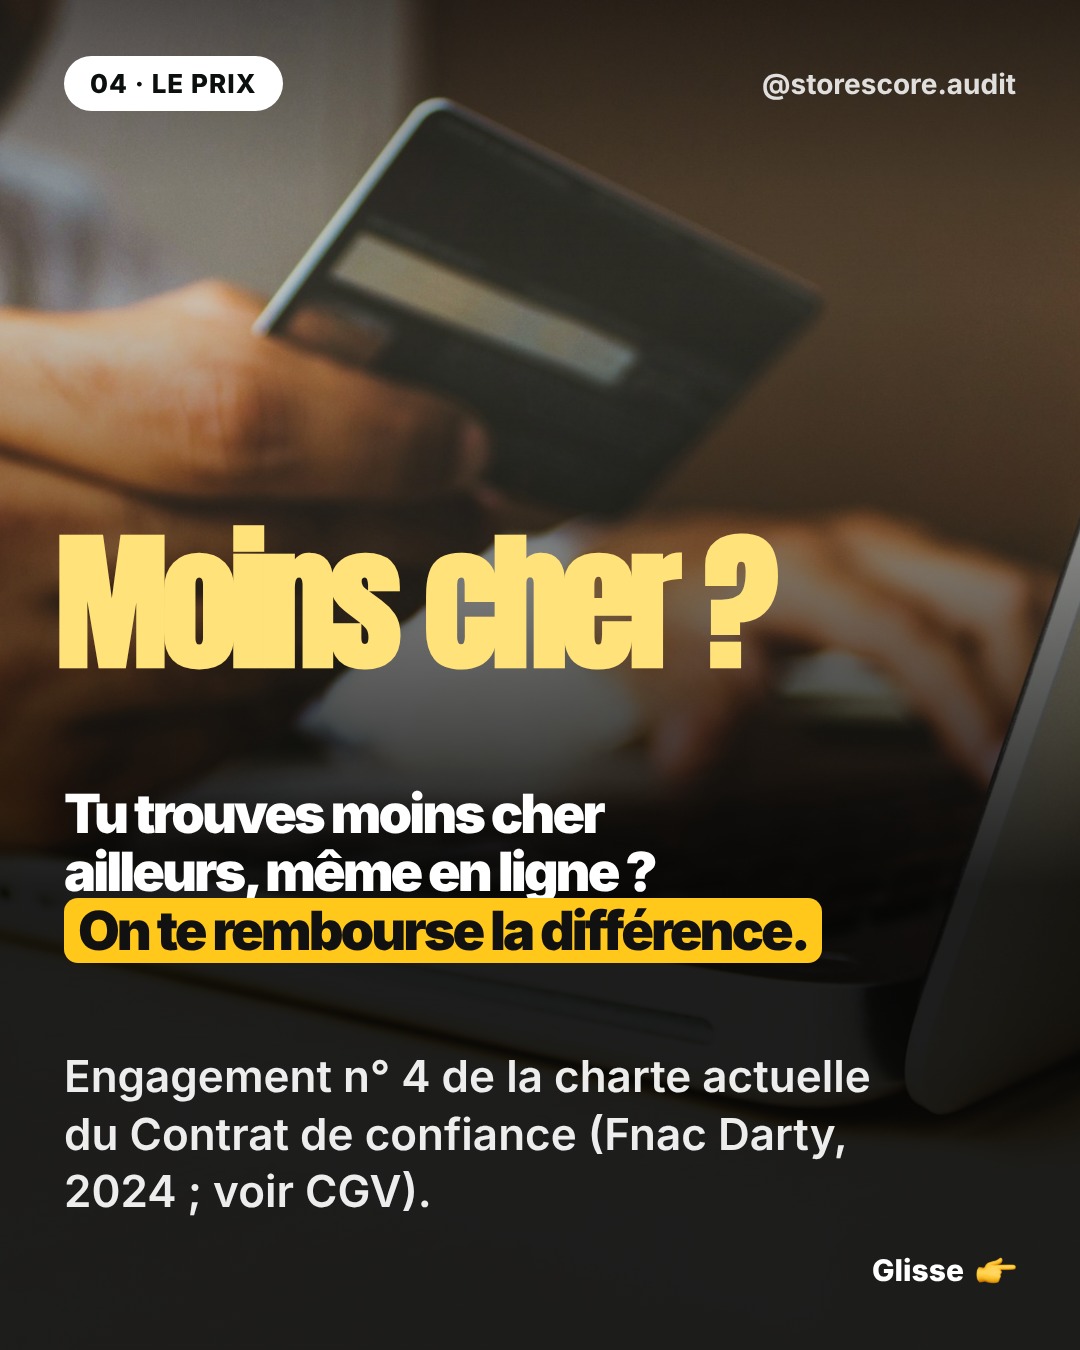 04 · LE PRIX
@storescore.audit
Moins cher ?
Tu trouves moins cher
ailleurs, même en ligne ?
On te rembourse la différence.
Engagement n° 4 de la charte actuelle
du Contrat de confiance (Fnac Darty,
2024 ; voir CGV).
Glisse 👉